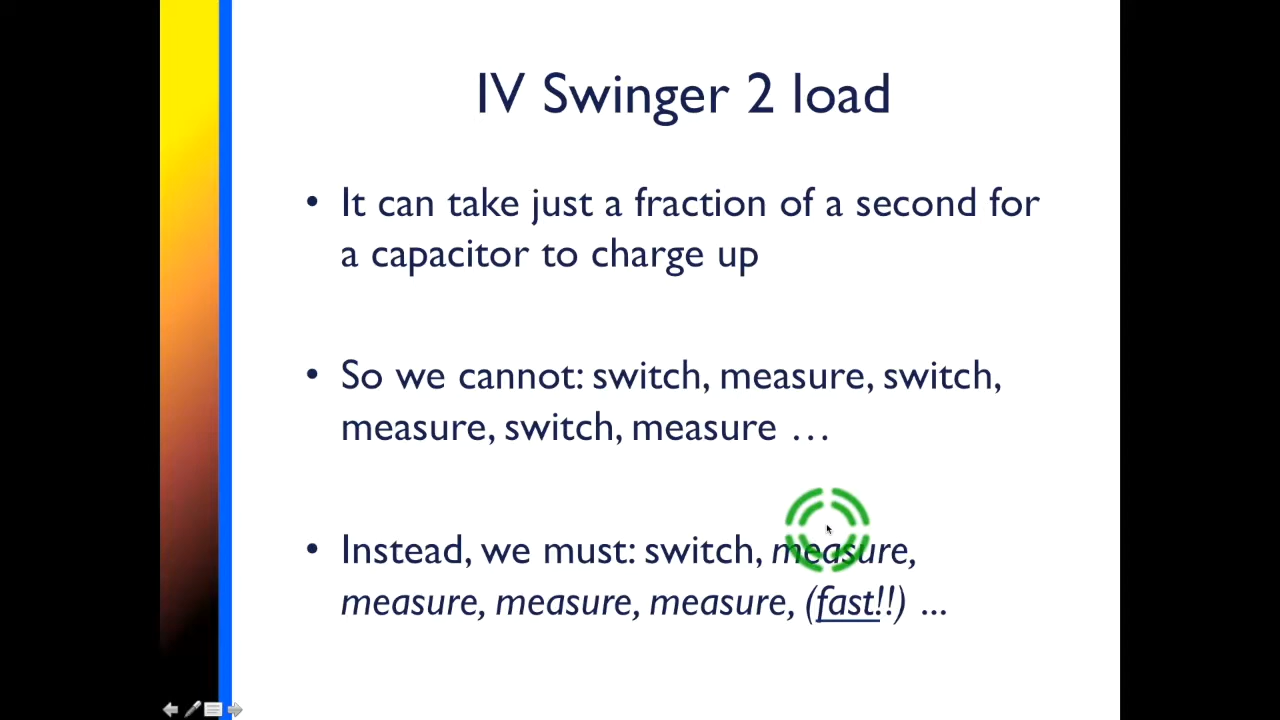 IV Swinger 2 load
• It can take just a fraction of a second for
a capacitor to charge up
• So we cannot: switch, measure, switch,
measure, switch, measure …
• Instead, we must: switch, measure,
measure, measure, measure, (fast!!) ...